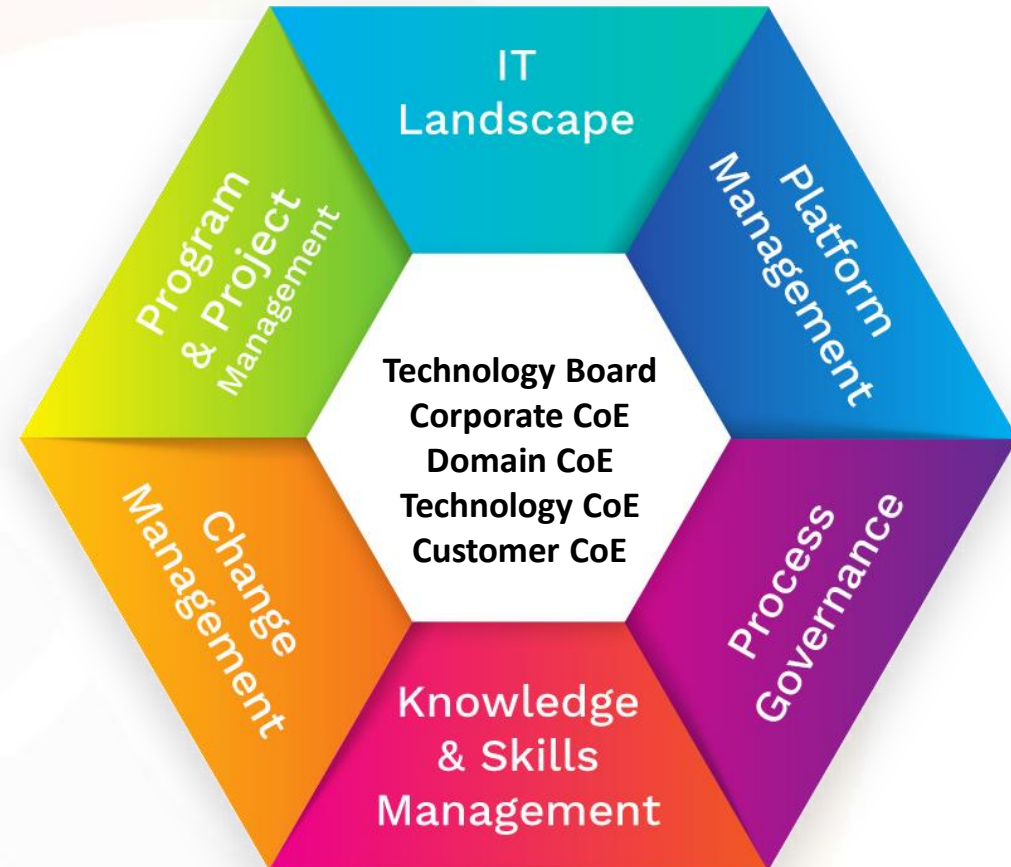 IT
Landscape
Platform
Management
Process
Governance
Knowledge
& Skills
Management
Change
Management
Program
& Project
Management
Technology Board
Corporate CoE
Domain CoE
Technology CoE
Customer CoE